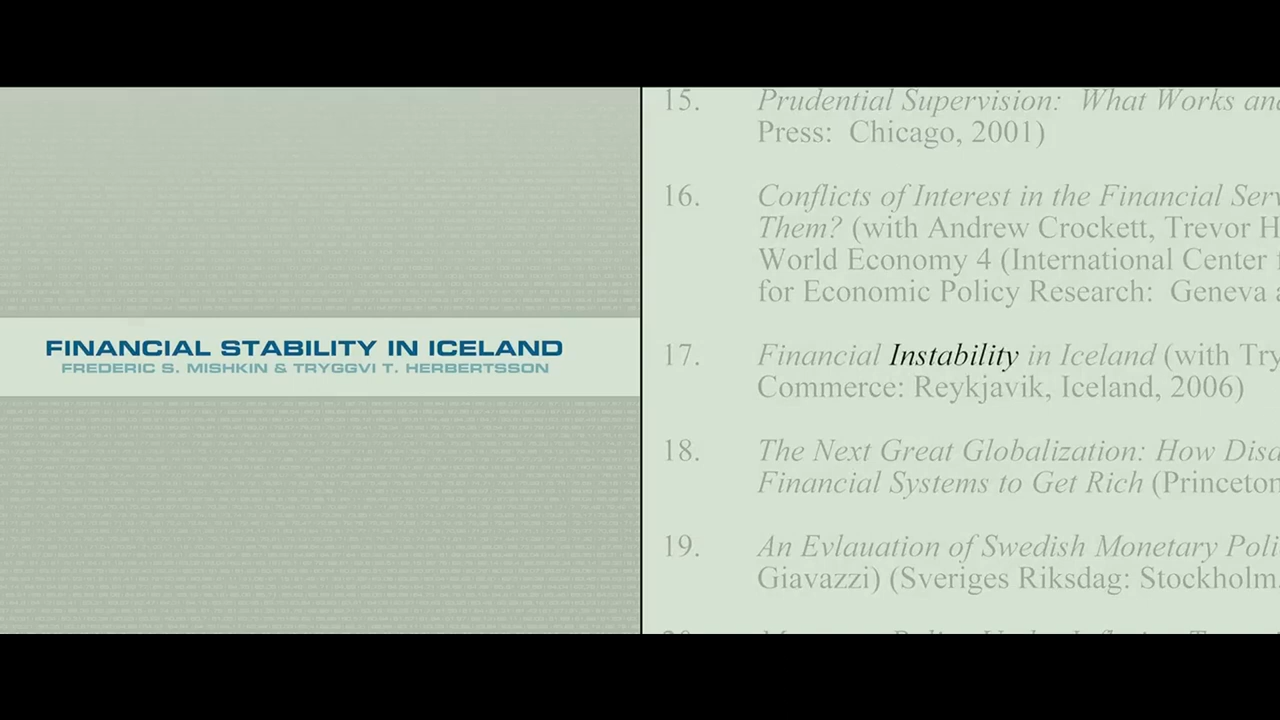 FINANCIAL STABILITY IN ICELAND
FREDERIC S. MISHKIN & TRYGGVI T. HERBERTSSON
15. Prudential Supervision: What Works and
Press: Chicago, 2001)
16. Conflicts of Interest in the Financial Serv
Them? (with Andrew Crockett, Trevor H
World Economy 4 (International Center f
for Economic Policy Research: Geneva a
17. Financial Instability in Iceland (with Try
Commerce: Reykjavik, Iceland, 2006)
18. The Next Great Globalization: How Disa
Financial Systems to Get Rich (Princeton
19. An Evlauation of Swedish Monetary Poli
Giavazzi) (Sveriges Riksdag: Stockholm,